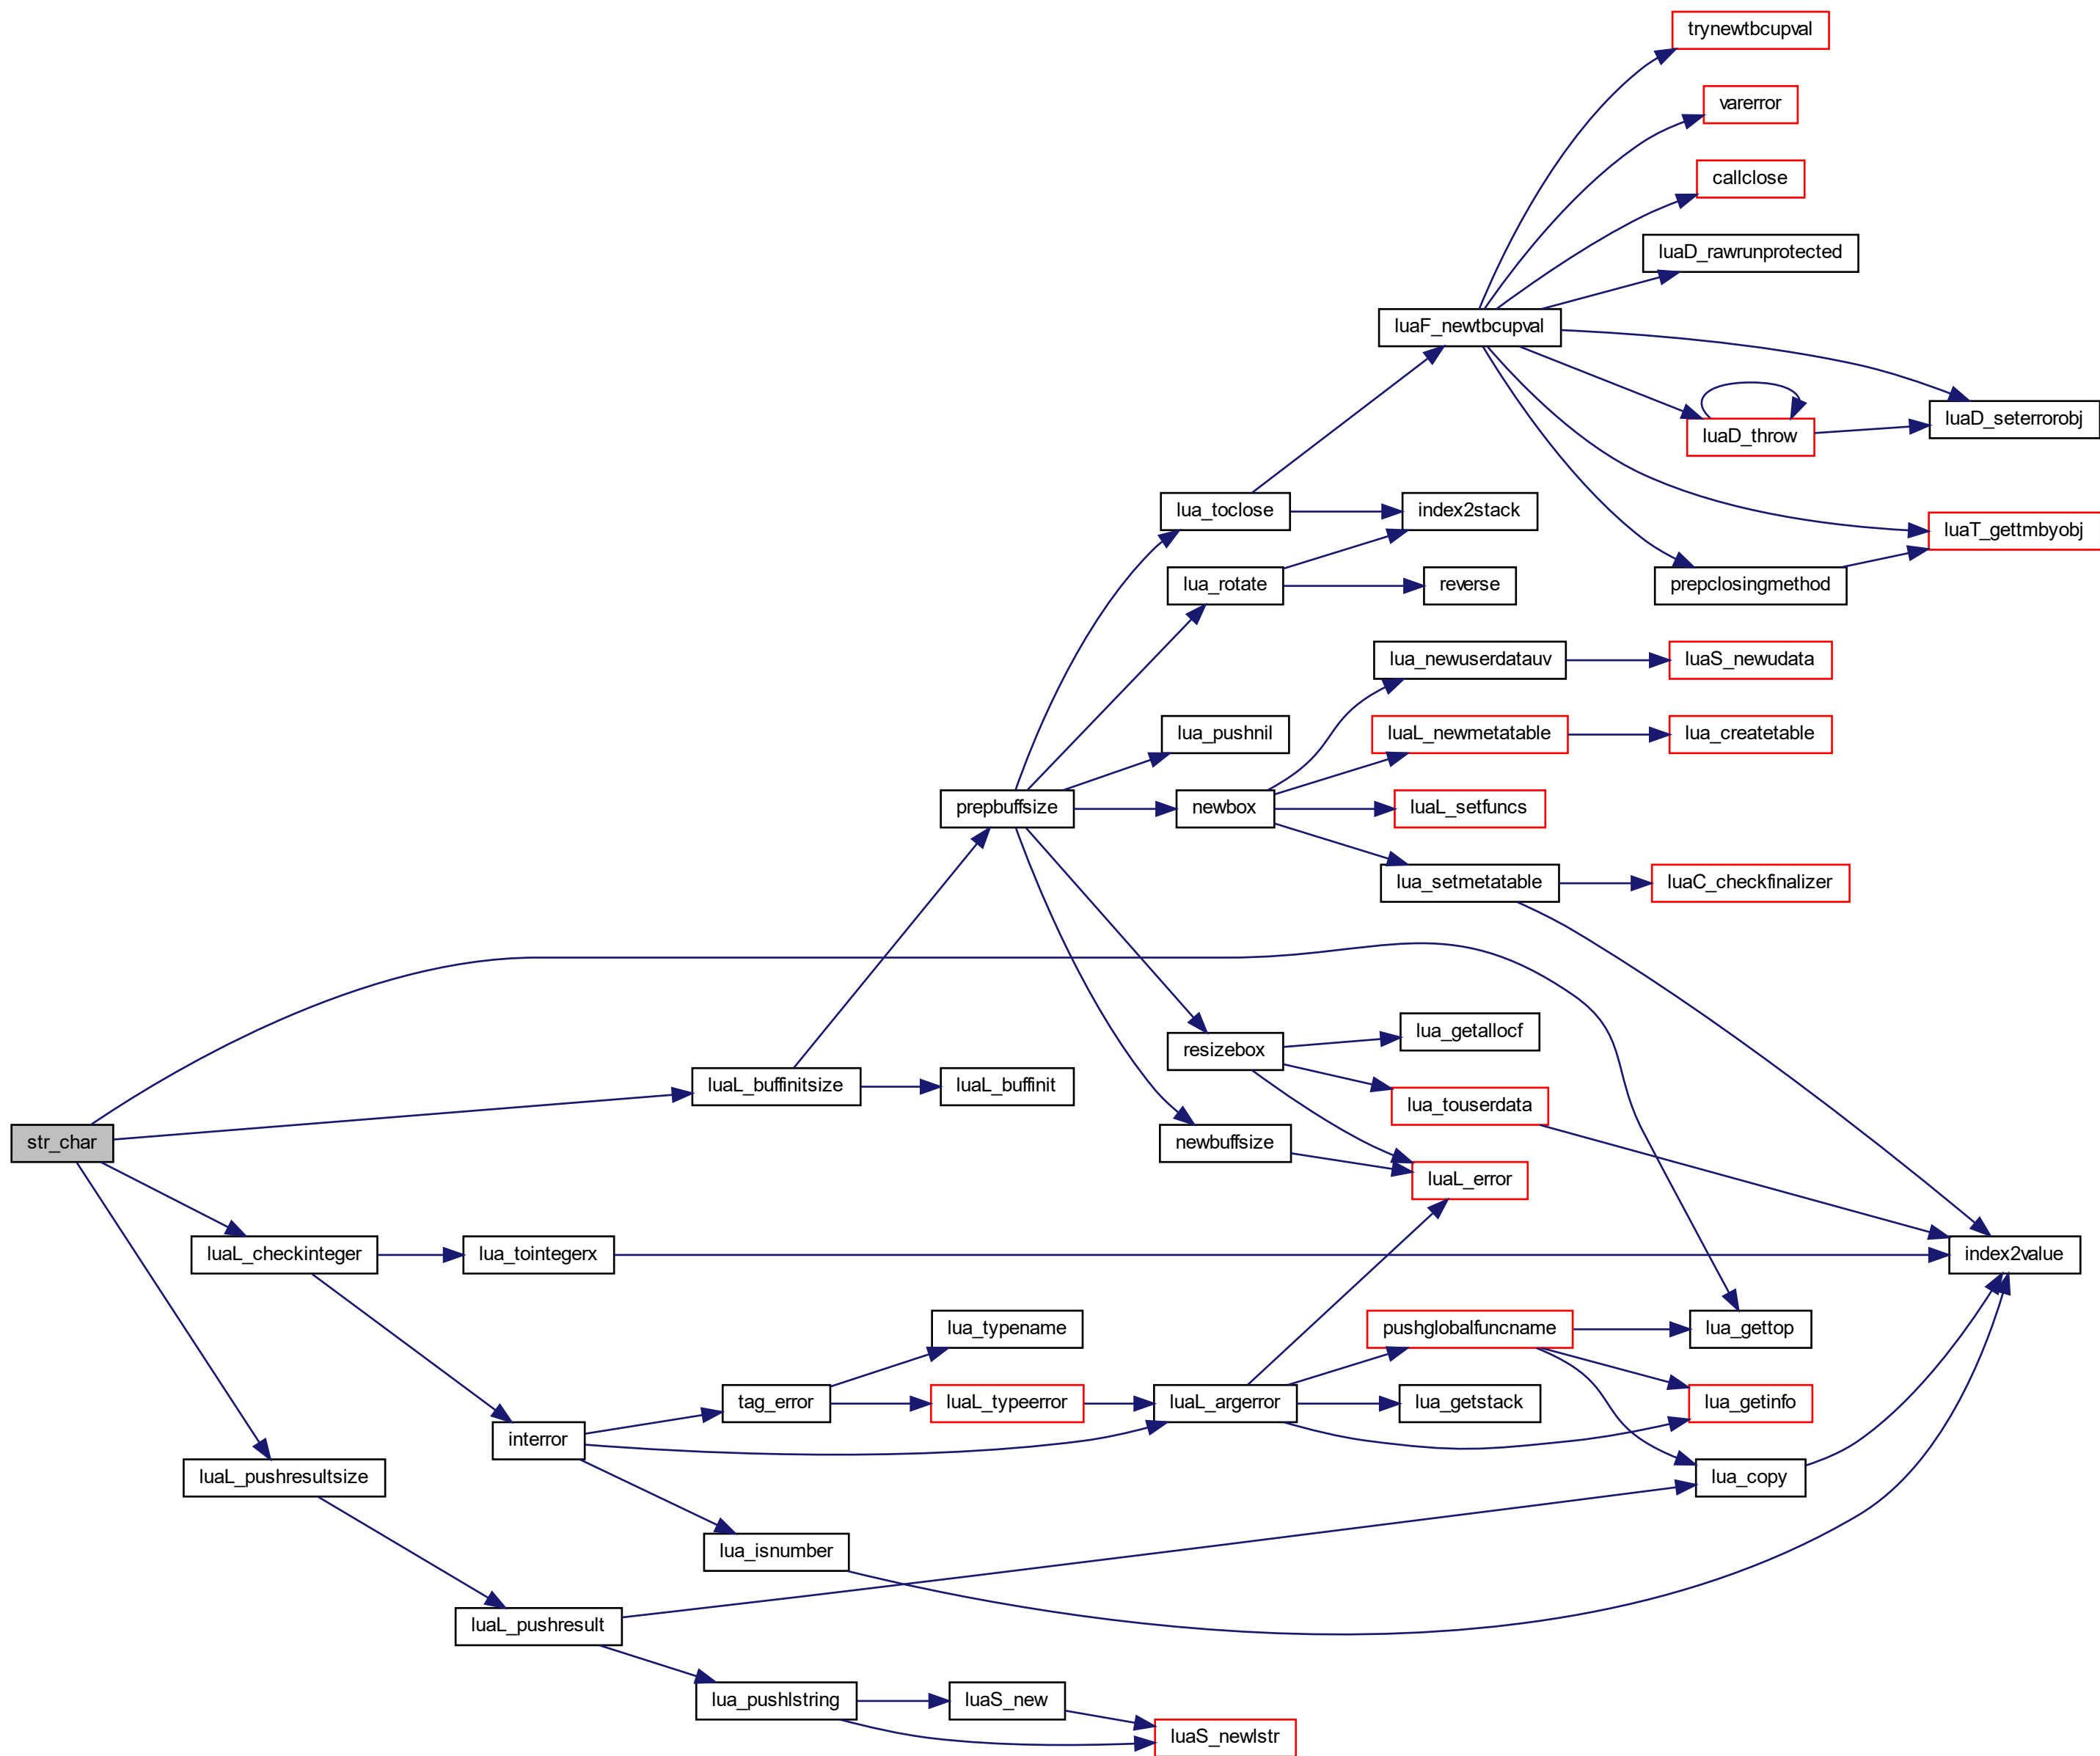 trynewtbcupval
varerror
callclose
luaD_rawrunprotected
luaF_newtbcupval
luaD_seterrorobj
luaD_throw
lua_toclose
index2stack
luaT_gettmbyobj
lua_rotate
reverse
prepclosingmethod
lua_newuserdatauv
luaS_newudata
lua_pushnil
luaL_newmetatable
lua_createtable
prepbuffsize
newbox
luaL_setfuncs
lua_setmetatable
luaC_checkfinalizer
lua_getallocf
resizebox
luaL_buffinitsize
luaL_buffinit
lua_touserdata
str_char
newbuffsize
luaL_error
luaL_checkinteger
lua_tointegerx
index2value
lua_typename
pushglobalfuncname
lua_gettop
tag_error
luaL_typeerror
luaL_argerror
lua_getstack
lua_getinfo
interror
luaL_pushresultsize
lua_copy
lua_isnumber
luaL_pushresult
lua_pushlstring
luaS_new
luaS_newlstr